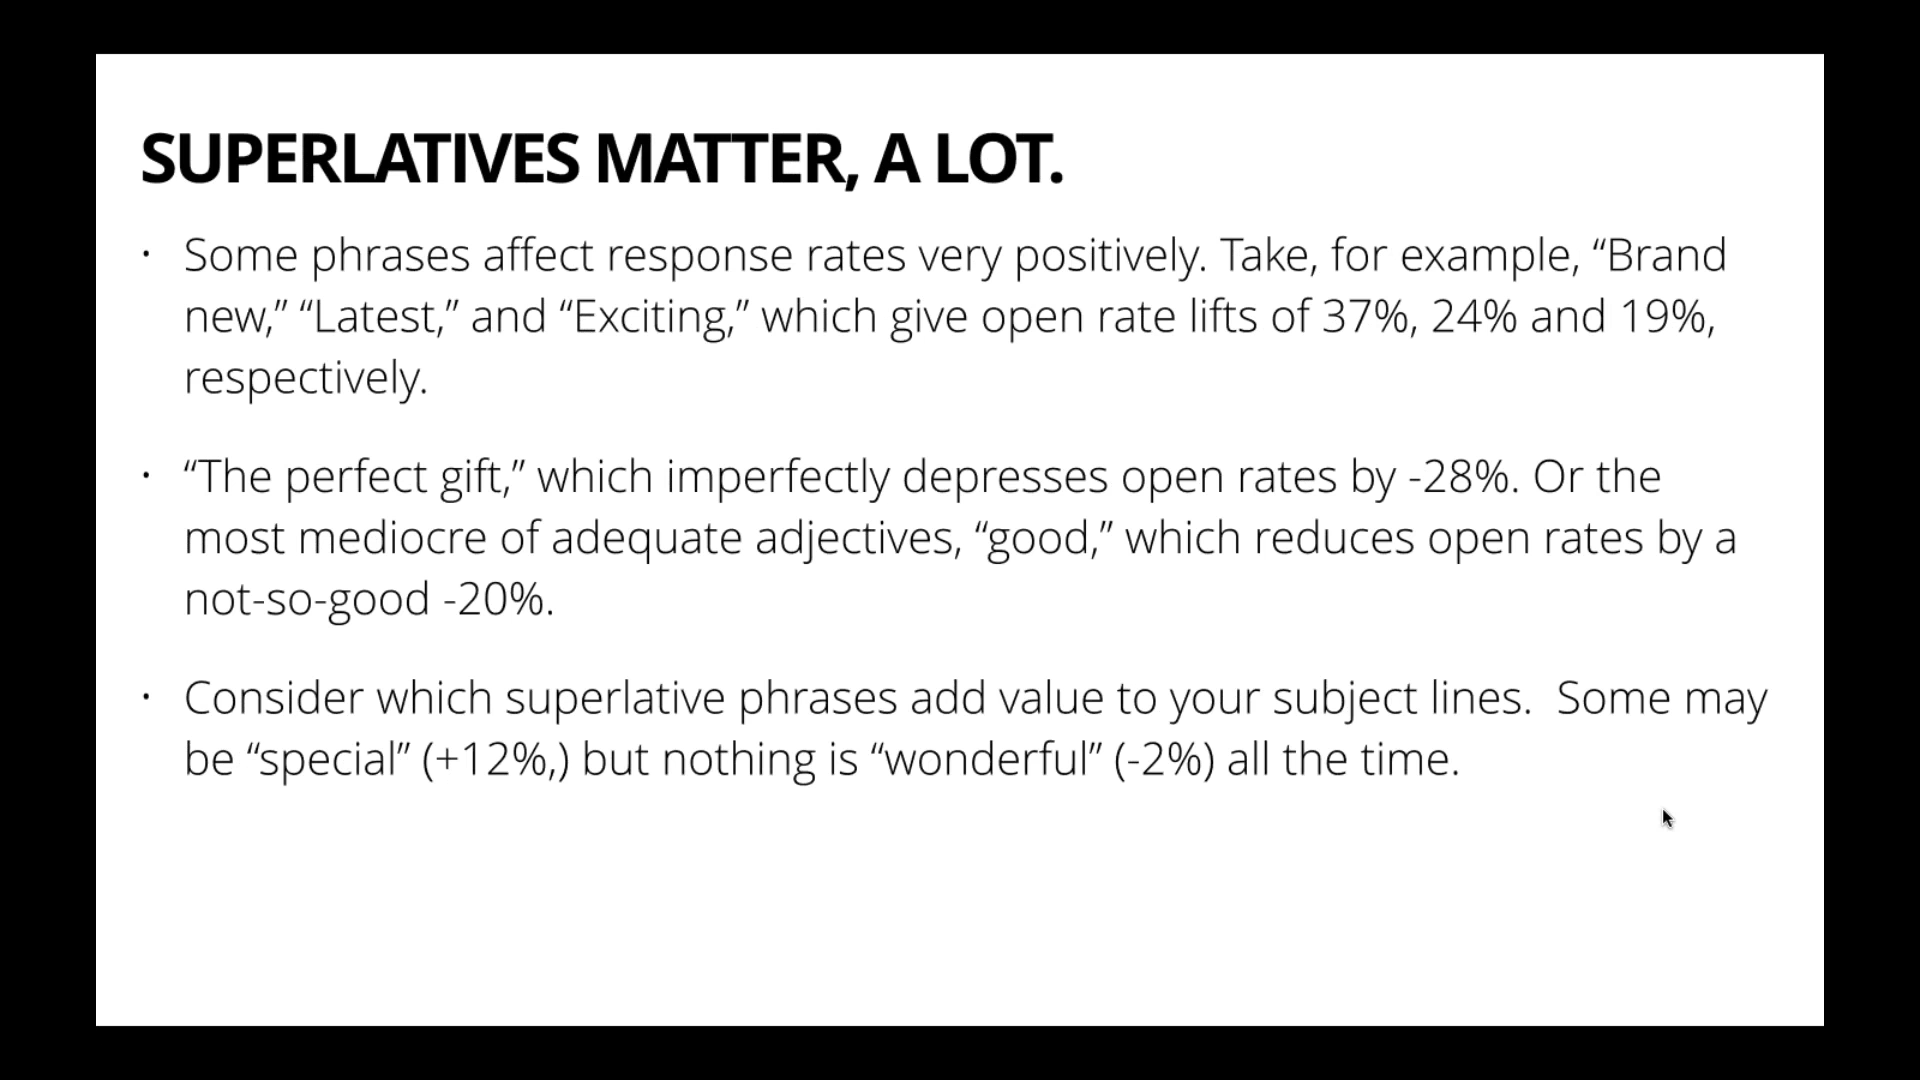 SUPERLATIVES MATTER, A LOT.
· Some phrases affect response rates very positively. Take, for example, “Brand
new,” “Latest,” and “Exciting,” which give open rate lifts of 37%, 24% and 19%,
respectively.
· “The perfect gift,” which imperfectly depresses open rates by -28%. Or the
most mediocre of adequate adjectives, “good,” which reduces open rates by a
not-so-good -20%.
· Consider which superlative phrases add value to your subject lines.  Some may
be “special” (+12%,) but nothing is “wonderful” (-2%) all the time.